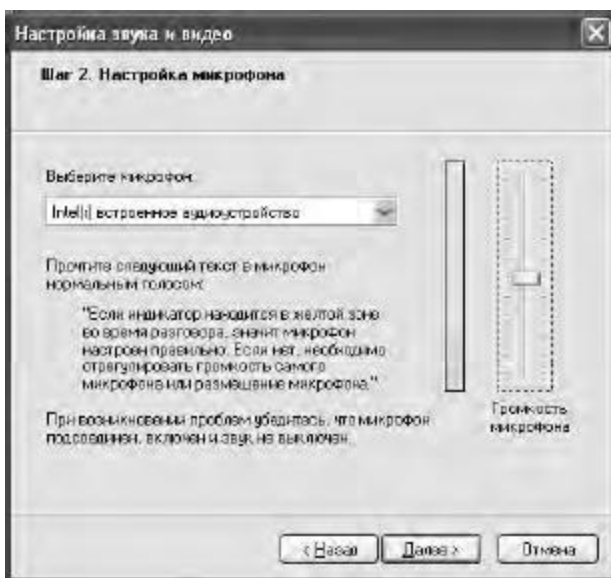 Настройка звука и видео
Шаг 2. Настройка микрофона
Выберите микрофон:
Intel(r) встроенное аудиоустройство
Прочтите следующий текст в микрофон
нормальным голосом:
"Если индикатор находится в желтой зоне
во время разговора, значит микрофон
настроен правильно. Если нет, необходимо
отрегулировать громкость самого
микрофона или размещение микрофона."
При возникновении проблем убедитесь, что микрофон
подсоединен, включен и звук не выключен.
Громкость
микрофона
< Назад
Далее >
Отмена